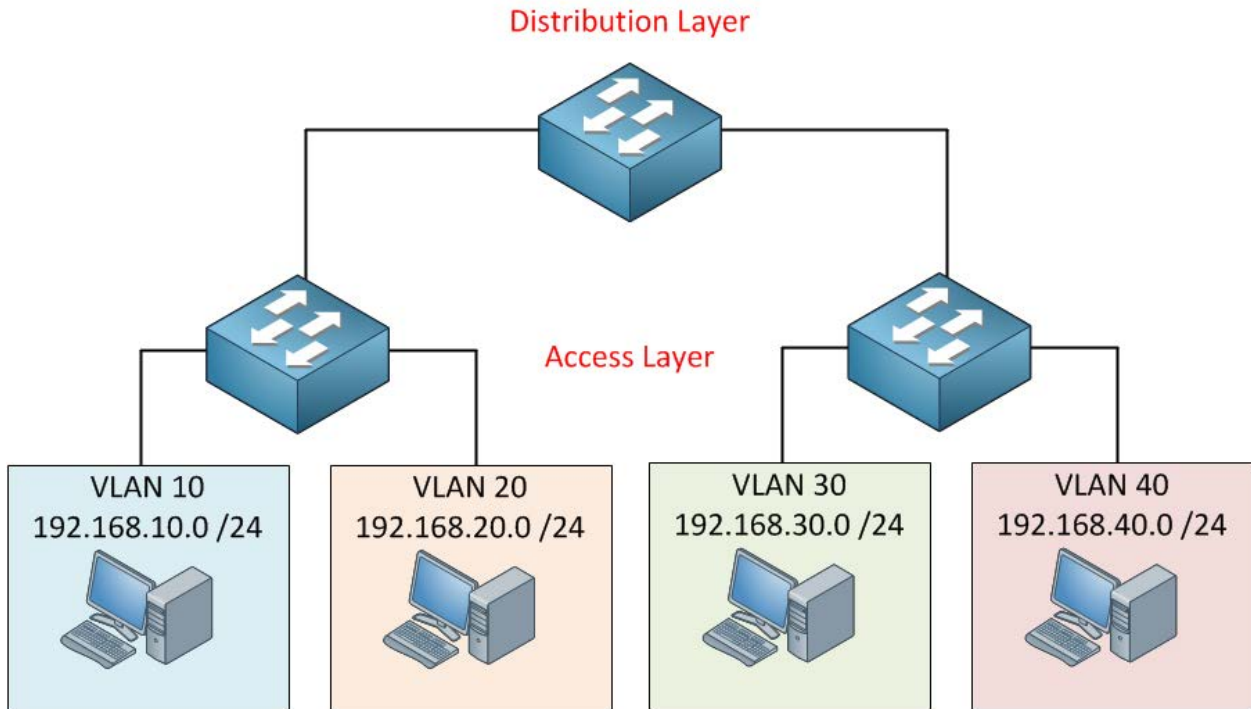 Distribution Layer
Access Layer
VLAN 10
192.168.10.0 /24
VLAN 20
192.168.20.0 /24
VLAN 30
192.168.30.0 /24
VLAN 40
192.168.40.0 /24